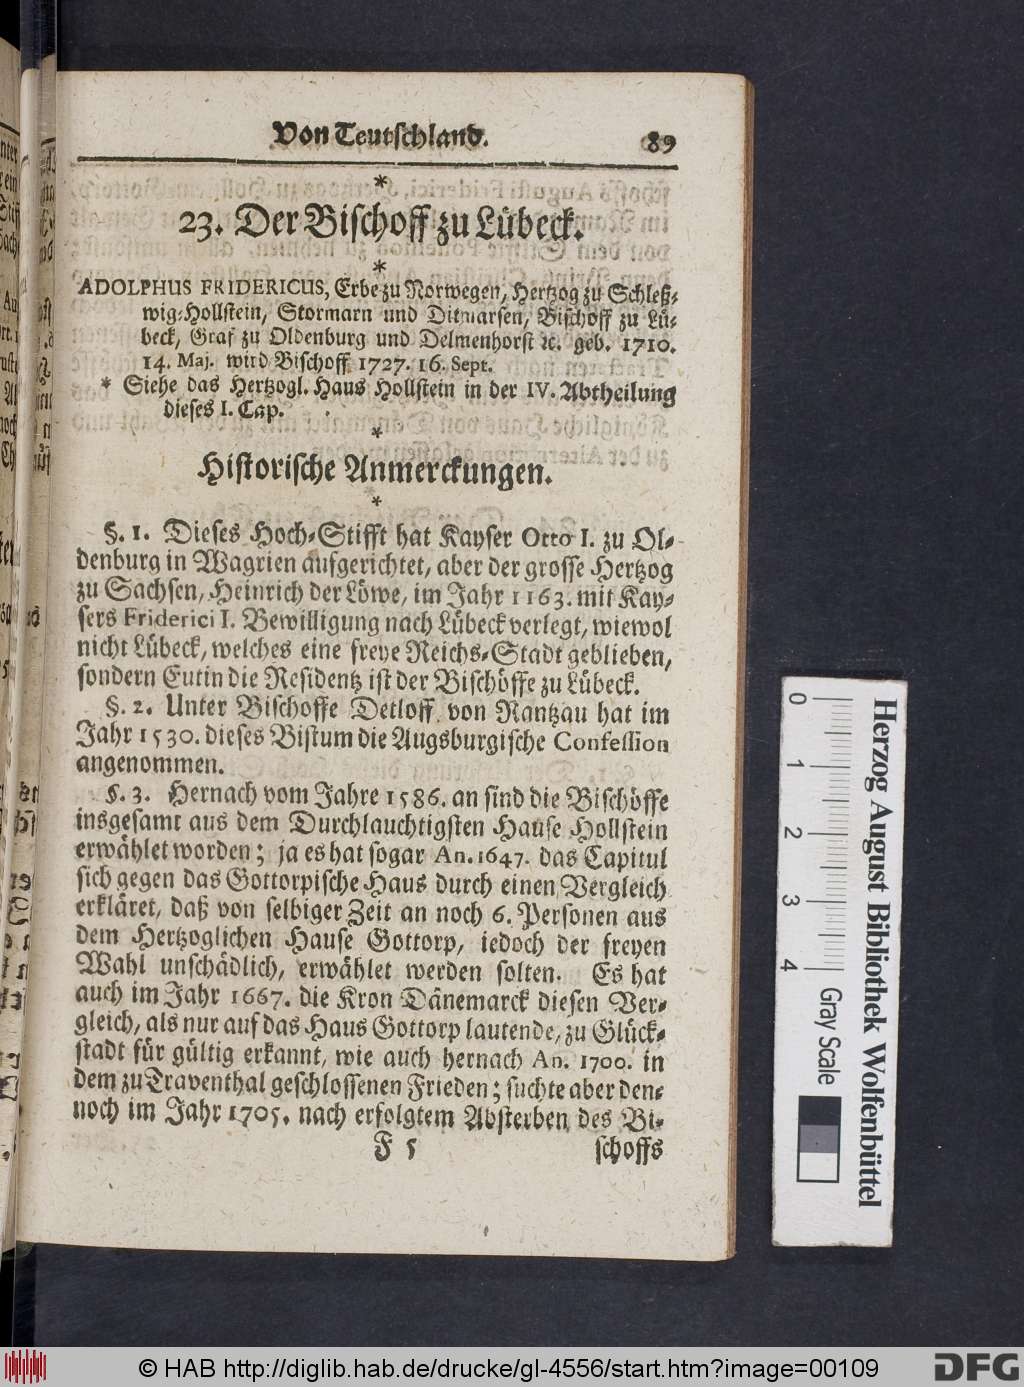 Von Teutschland. 89
*
23. Der Bischoff zu Lübeck.
*
ADOLPHUS FRIDERICUS, Erbe zu Norwegen, Hertzog zu Schleß-
wig-Hollstein, Stormarn und Ditmarsen, Bischoff zu Lü-
beck, Graf zu Oldenburg und Delmenhorst ꝛc. geb. 1710.
14. Maj. wird Bischoff 1727. 16. Sept.
* Siehe das Hertzogl. Haus Hollstein in der IV. Abtheilung
dieses I. Cap.
*
Historische Anmerckungen.
*
§. 1. Dieses Hoch-Stifft hat Kayser Otto I. zu Ol-
denburg in Wagrien aufgerichtet, aber der grosse Hertzog
zu Sachsen, Heinrich der Löwe, im Jahr 1163. mit Kay-
sers Friderici I. Bewilligung nach Lübeck verlegt, wiewol
nicht Lübeck, welches eine freye Reichs-Stadt geblieben,
sondern Eutin die Residentz ist der Bischöffe zu Lübeck.
§. 2. Unter Bischoffe Detloff von Rantzau hat im
Jahr 1530. dieses Bistum die Augsburgische Confession
angenommen.
§. 3. Hernach vom Jahre 1586. an sind die Bischöffe
insgesamt aus dem Durchlauchtigsten Hause Hollstein
erwählet worden; ja es hat sogar An. 1647. das Capitul
sich gegen das Gottorpische Haus durch einen Vergleich
erkläret, daß von selbiger Zeit an noch 6. Personen aus
dem Hertzoglichen Hause Gottorp, iedoch der freyen
Wahl unschädlich, erwählet werden solten. Es hat
auch im Jahr 1667. die Kron Dänemarck diesen Ver-
gleich, als nur auf das Haus Gottorp lautende, zu Glück-
stadt für gültig erkannt, wie auch hernach An. 1700. in
dem zu Traventhal geschlossenen Frieden; suchte aber den-
noch im Jahr 1705. nach erfolgtem Absterben des Bi-
F 5 schoffs
0 1 2 3 4
Herzog August Bibliothek Wolfenbüttel
Gray Scale
© HAB http://diglib.hab.de/drucke/gl-4556/start.htm?image=00109
DFG